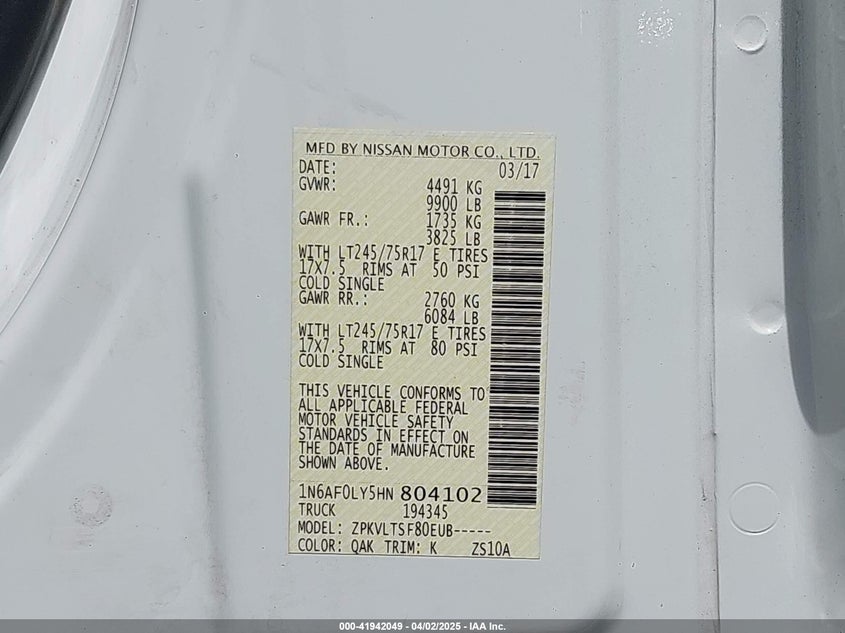 MFD BY NISSAN MOTOR CO., LTD.
DATE: 03/17
GVWR: 4491 KG
9900 LB
GAWR FR.: 1735 KG
3825 LB
WITH LT245/75R17 E TIRES
17X7.5 RIMS AT 50 PSI
COLD SINGLE
GAWR RR.: 2760 KG
6084 LB
WITH LT245/75R17 E TIRES
17X7.5 RIMS AT 80 PSI
COLD SINGLE
THIS VEHICLE CONFORMS TO
ALL APPLICABLE FEDERAL
MOTOR VEHICLE SAFETY
STANDARDS IN EFFECT ON
THE DATE OF MANUFACTURE
SHOWN ABOVE.
1N6AF0LY5HN 804102
TRUCK 194345
MODEL: ZPKVLTSF80EUB-----
COLOR: QAK TRIM: K ZS10A
000-41942049 - 04/02/2025 - IAA Inc.